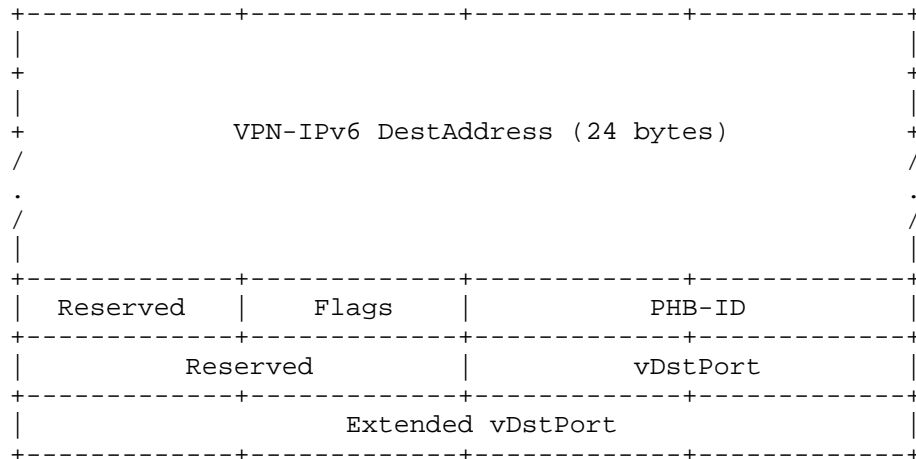 VPN-IPv6 DestAddress (24 bytes)
Reserved Flags PHB-ID
Reserved vDstPort
Extended vDstPort